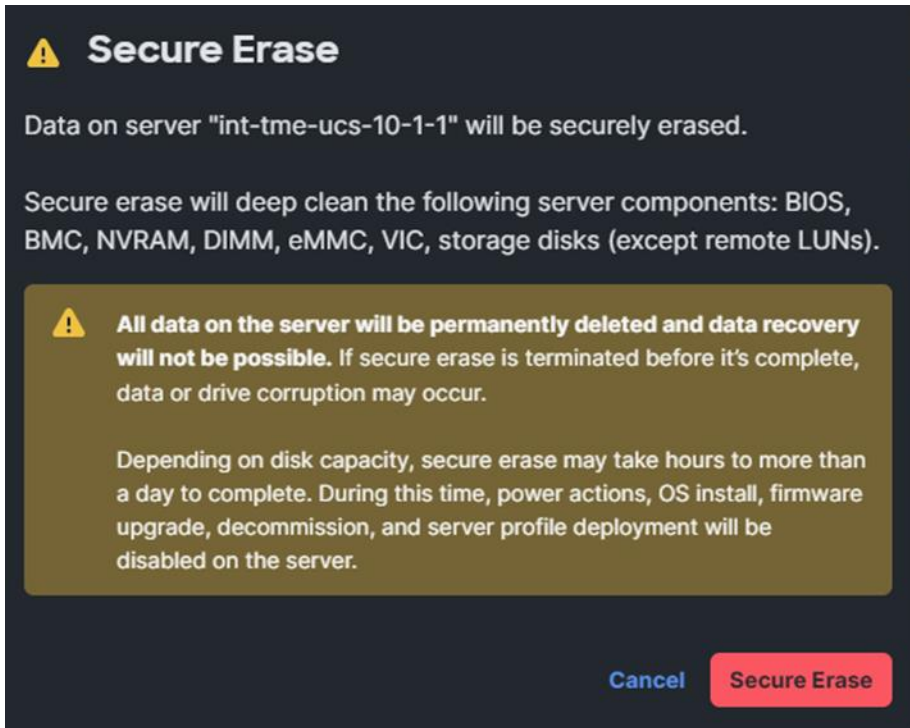 Secure Erase
Data on server "int-tme-ucs-10-1-1" will be securely erased.
Secure erase will deep clean the following server components: BIOS,
BMC, NVRAM, DIMM, eMMC, VIC, storage disks (except remote LUNs).
All data on the server will be permanently deleted and data recovery
will not be possible. If secure erase is terminated before it's complete,
data or drive corruption may occur.
Depending on disk capacity, secure erase may take hours to more than
a day to complete. During this time, power actions, OS install, firmware
upgrade, decommission, and server profile deployment will be
disabled on the server.
Cancel
Secure Erase